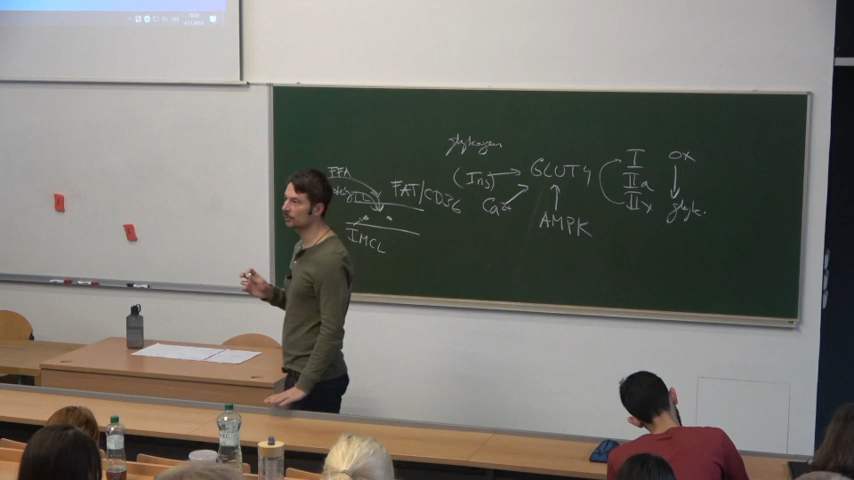 glykogen
FFA
FAT/CD36
IMCL
(Ins)
GLUT4
Ca2+
AMPK
I
IIa
IIx
ox
glyk.